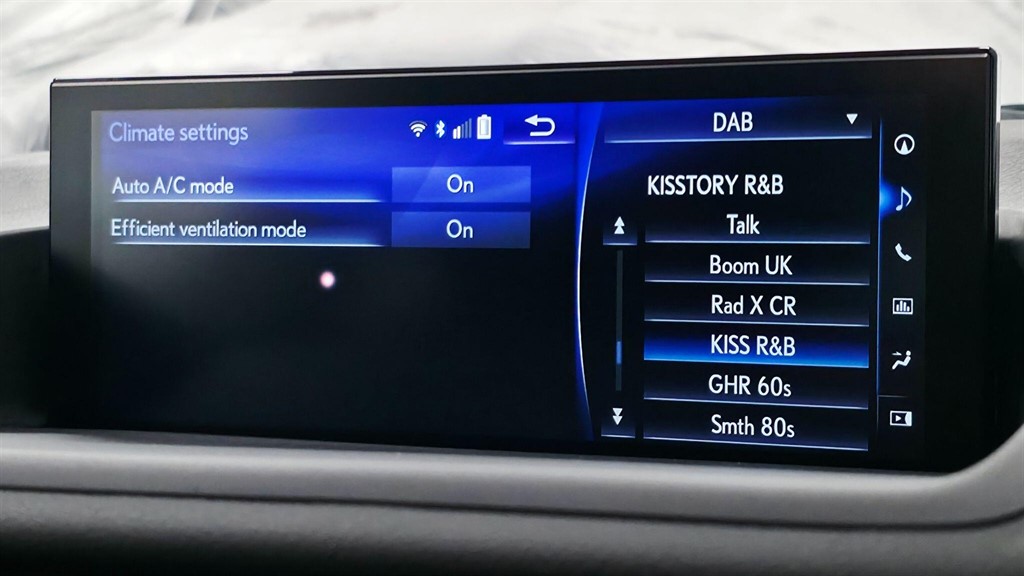 Climate settings
Auto A/C mode
On
Efficient ventilation mode
On
DAB
KISSTORY R&B
Talk
Boom UK
Rad X CR
KISS R&B
GHR 60s
Smth 80s